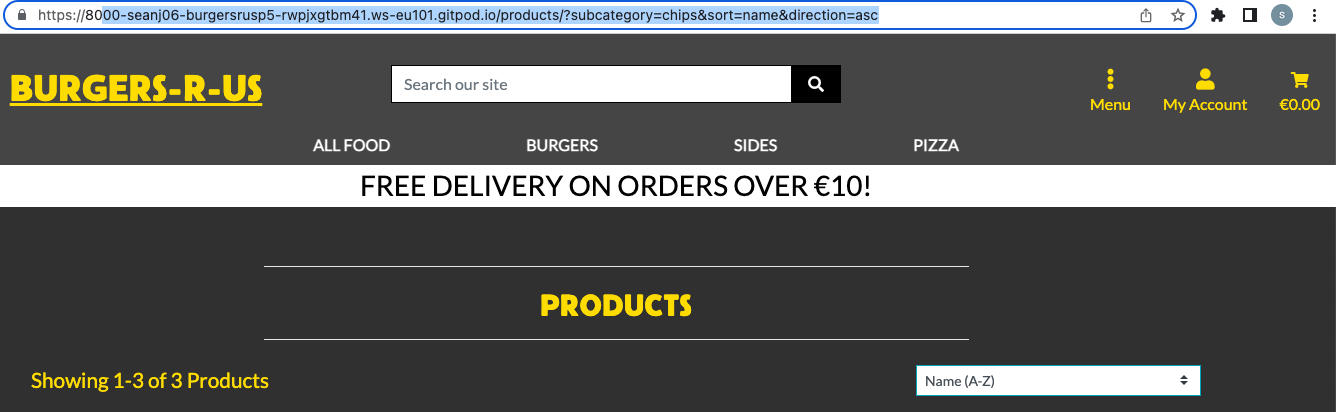 https://8000-seanj06-burgersrusp5-rwpjxgtbm41.ws-eu101.gitpod.io/products/?subcategory=chips&sort=name&direction=asc
S
BURGERS-R-US
Search our site
Menu
My Account
€0.00
ALL FOOD
BURGERS
SIDES
PIZZA
FREE DELIVERY ON ORDERS OVER €10!
PRODUCTS
Showing 1-3 of 3 Products
Name (A-Z)